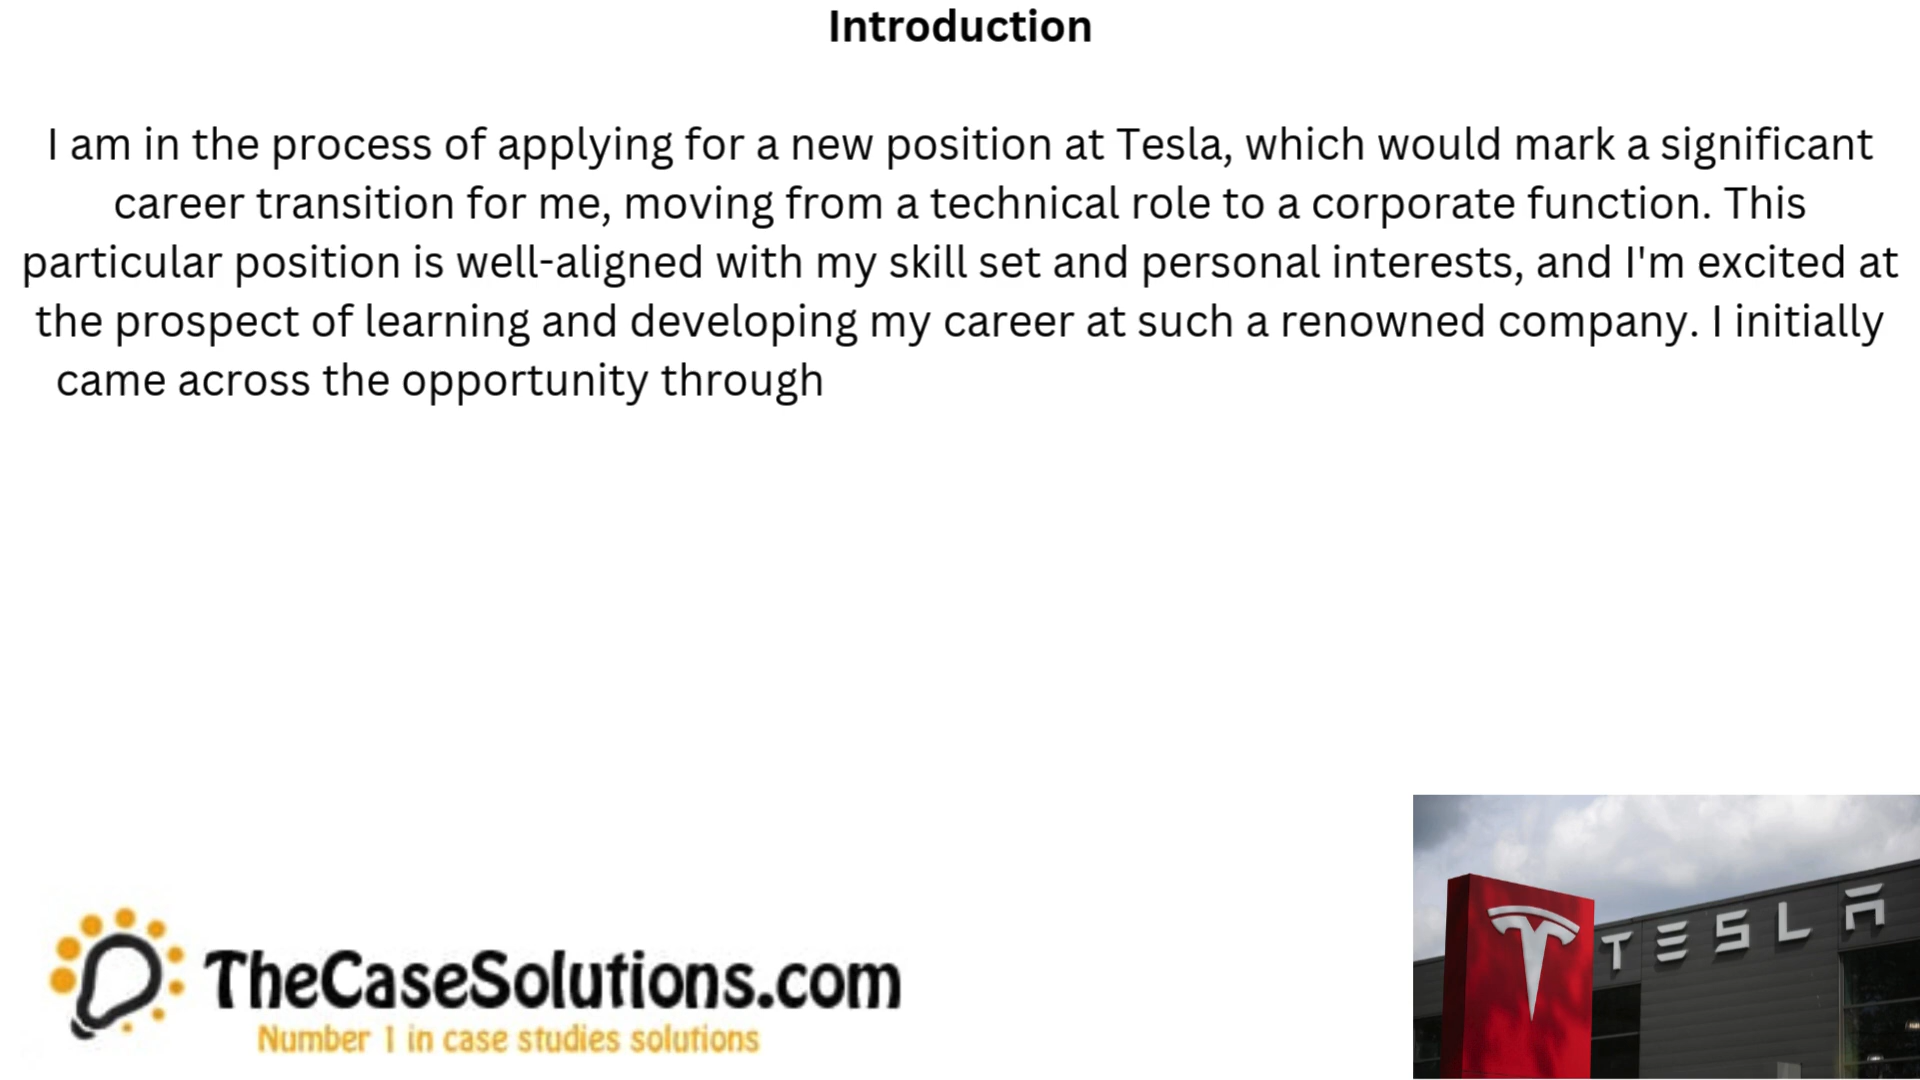 Introduction
I am in the process of applying for a new position at Tesla, which would mark a significant
career transition for me, moving from a technical role to a corporate function. This
particular position is well-aligned with my skill set and personal interests, and I'm excited at
the prospect of learning and developing my career at such a renowned company. I initially
came across the opportunity through
TheCaseSolutions.com
Number 1 in case studies solutions
TESLA